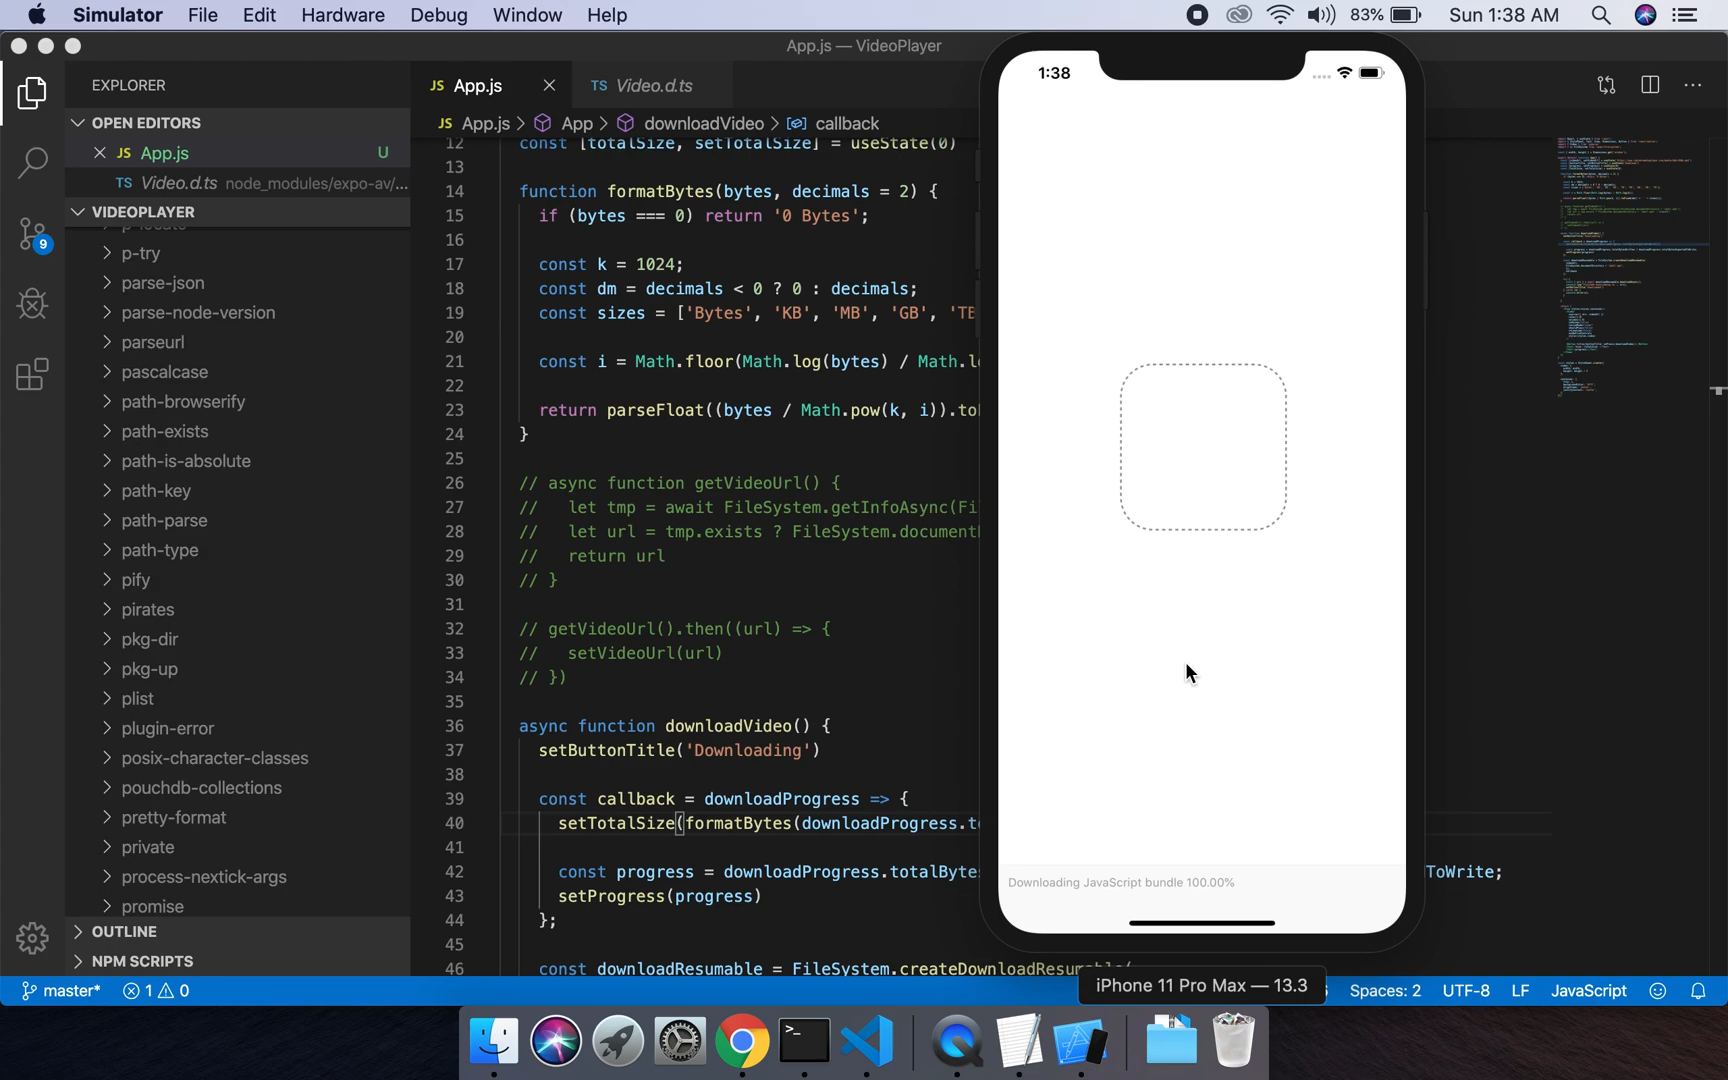 Simulator File Edit Hardware Debug Window Help 83% Sun 1:38 AM
App.js — VideoPlayer
EXPLORER
OPEN EDITORS
JS App.js U
TS Video.d.ts node_modules/expo-av/...
VIDEOPLAYER
p-locate
p-try
parse-json
parse-node-version
parseurl
pascalcase
path-browserify
path-exists
path-is-absolute
path-key
path-parse
path-type
pify
pirates
pkg-dir
pkg-up
plist
plugin-error
posix-character-classes
pouchdb-collections
pretty-format
private
process-nextick-args
promise
OUTLINE
NPM SCRIPTS
9
JS App.js TS Video.d.ts
JS App.js > App > downloadVideo > callback
12 const [totalSize, setTotalSize] = useState(0)
13
14 function formatBytes(bytes, decimals = 2) {
15 if (bytes === 0) return '0 Bytes';
16
17 const k = 1024;
18 const dm = decimals < 0 ? 0 : decimals;
19 const sizes = ['Bytes', 'KB', 'MB', 'GB', 'TB
20
21 const i = Math.floor(Math.log(bytes) / Math.l
22
23 return parseFloat((bytes / Math.pow(k, i)).to
24 }
25
26 // async function getVideoUrl() {
27 // let tmp = await FileSystem.getInfoAsync(Fi
28 // let url = tmp.exists ? FileSystem.document
29 // return url
30 // }
31
32 // getVideoUrl().then((url) => {
33 // setVideoUrl(url)
34 // })
35
36 async function downloadVideo() {
37 setButtonTitle('Downloading')
38
39 const callback = downloadProgress => {
40 setTotalSize(formatBytes(downloadProgress.to
41
42 const progress = downloadProgress.totalByte ToWrite;
43 setProgress(progress)
44 };
45
46 const downloadResumable = FileSystem.createDownloadResumable(
1:38
Downloading JavaScript bundle 100.00%
iPhone 11 Pro Max — 13.3
master* 1 0 Spaces: 2 UTF-8 LF JavaScript